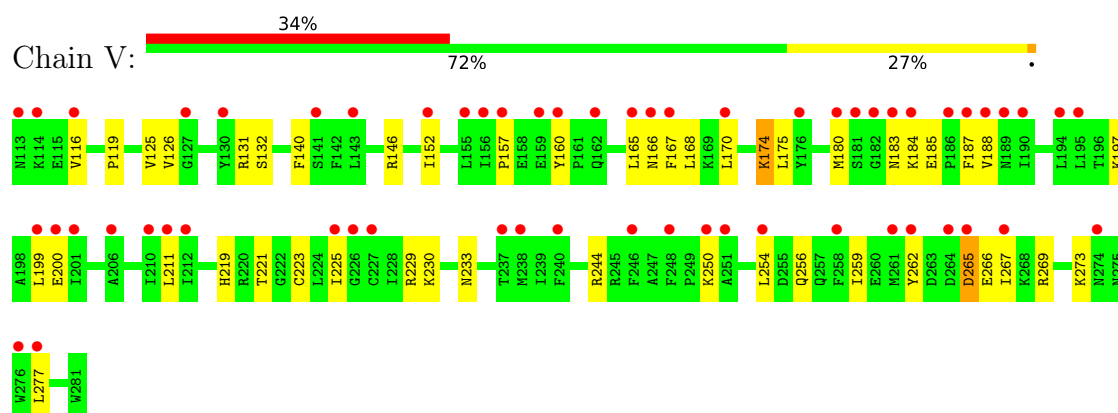 34%
Chain V:
72% 27% •
N113 K114 E115 V116 P119 V125 V126 G127 Y130 R131 S132 F140 S141 F142 L143 R146 I152 L155 I156 P157 E158 E159 Y160 P161 Q162 L165 N166 F167 L168 K169 L170 K174 L175 Y176 M180 S181 G182 N183 K184 E185 P186 F187 V188 N189 I190 L194 L195 T196 K197
A198 L199 E200 I201 A206 I210 L211 I212 H219 R220 T221 G222 C223 L224 I225 G226 C227 I228 R229 K230 N233 T237 M238 I239 F240 R244 R245 F246 A247 F248 P249 K250 A251 L254 D255 Q256 Q257 F258 I259 E260 M261 Y262 D263 D264 D265 E266 I267 K268 R269 K273 N274 N275
W276 L277 W281